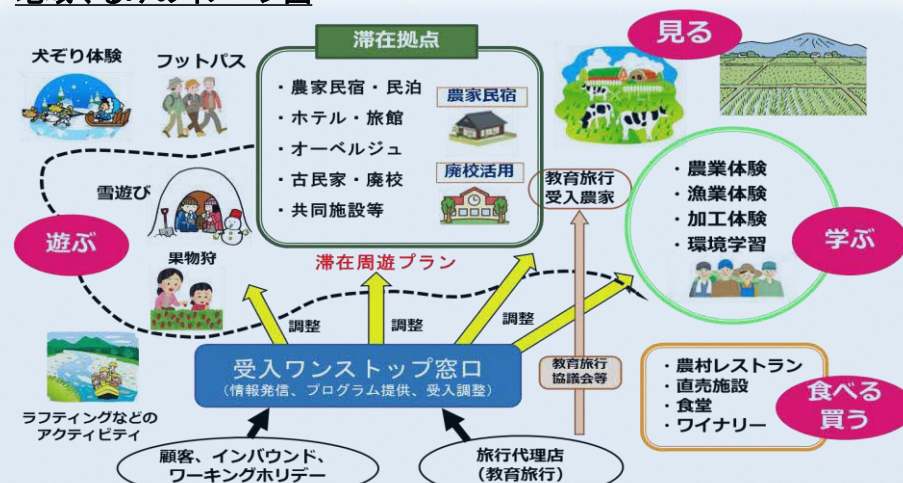 滞在拠点
見る
犬ぞり体験
フットパス
・農家民宿・民泊
・ホテル・旅館
・オーベルジュ
・古民家・廃校
・共同施設等
農家民宿
廃校活用
教育旅行
受入農家
・農業体験
・漁業体験
・加工体験
・環境学習
学ぶ
雪遊び
遊ぶ
果物狩
滞在周遊プラン
調整
調整
調整
受入ワンストップ窓口
(情報発信、プログラム提供、受入調整)
教育旅行
協議会等
・農村レストラン
・直売施設
・食堂
・ワイナリー
食べる
買う
ラフティングなどの
アクティビティ
顧客、インバウンド、
ワーキングホリデー
旅行代理店
(教育旅行)